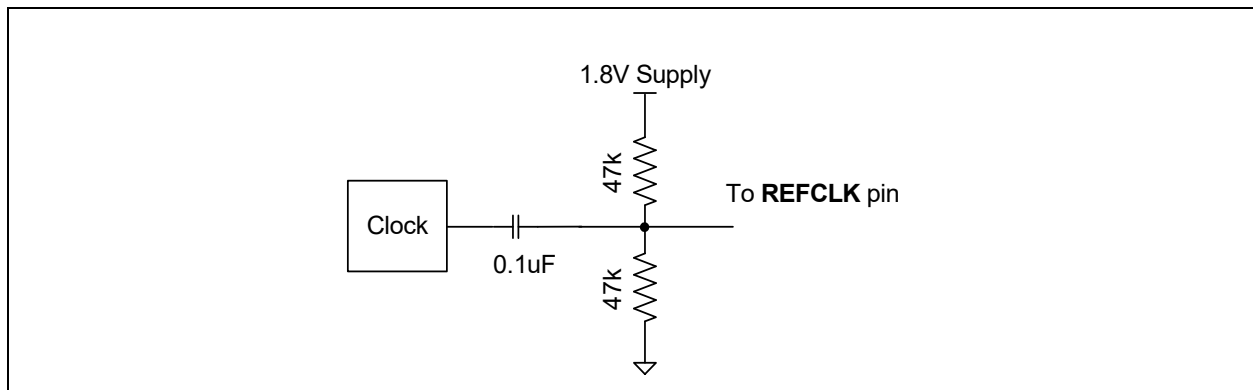 1.8V Supply
47k
To REFCLK pin
Clock
0.1uF
47k